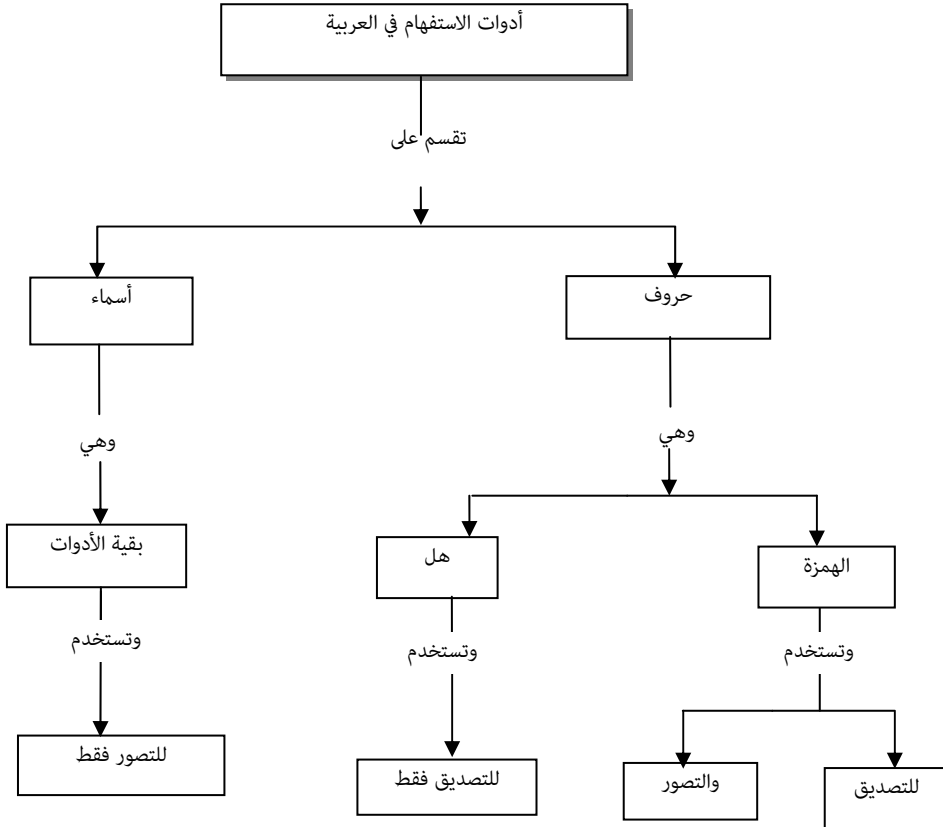 أدوات الاستفهام في العربية
تقسم على
حروف
أسماء
وهي
وهي
الهمزة
هل
بقية الأدوات
وتستخدم
وتستخدم
وتستخدم
للتصديق
والتصور
للتصديق فقط
للتصور فقط